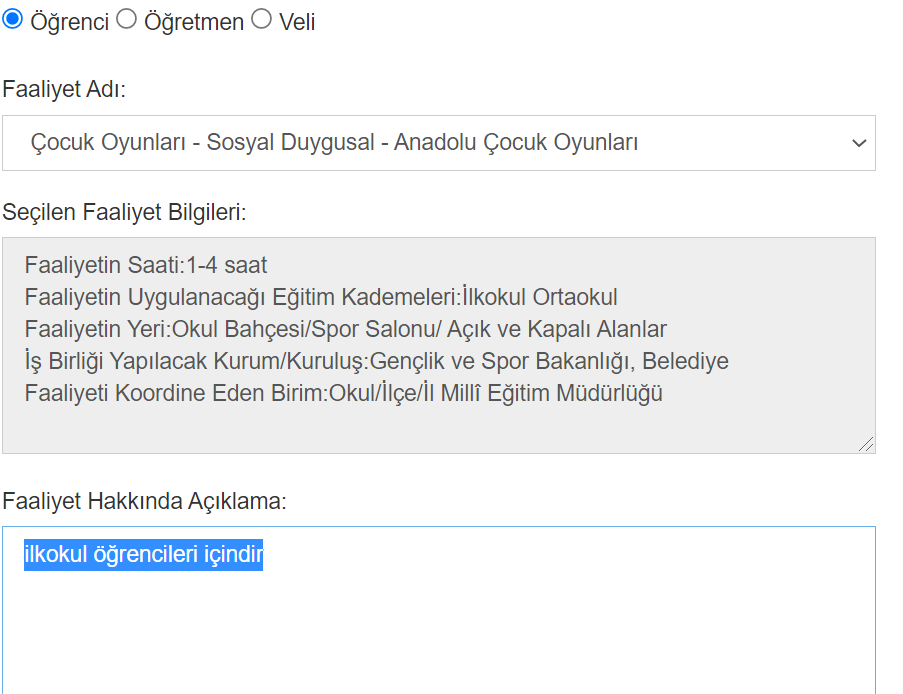 Öğrenci Öğretmen Veli
Faaliyet Adı:
Çocuk Oyunları - Sosyal Duygusal - Anadolu Çocuk Oyunları
Seçilen Faaliyet Bilgileri:
Faaliyetin Saati:1-4 saat
Faaliyetin Uygulanacağı Eğitim Kademeleri:İlkokul Ortaokul
Faaliyetin Yeri:Okul Bahçesi/Spor Salonu/ Açık ve Kapalı Alanlar
İş Birliği Yapılacak Kurum/Kuruluş:Gençlik ve Spor Bakanlığı, Belediye
Faaliyeti Koordine Eden Birim:Okul/İlçe/İl Millî Eğitim Müdürlüğü
Faaliyet Hakkında Açıklama:
ilkokul öğrencileri içindir